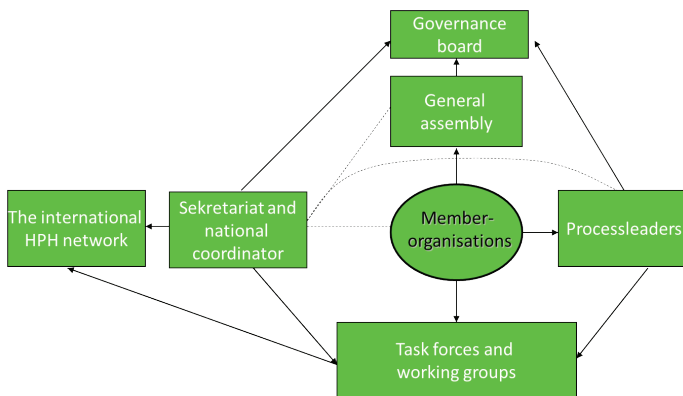 Governance
board
General
assembly
The international
HPH network
Sekretariat and
national
coordinator
Member-
organisations
Processleaders
Task forces and
working groups